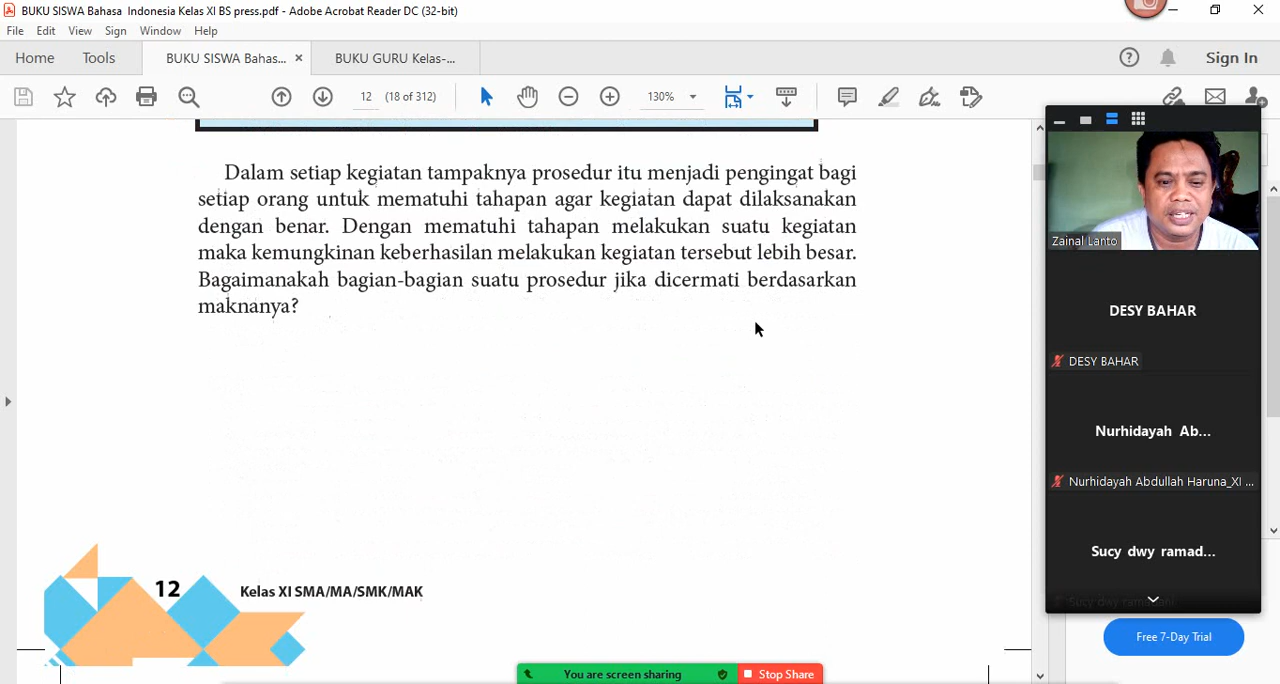 BUKU SISWA Bahasa Indonesia Kelas XI BS press.pdf - Adobe Acrobat Reader DC (32-bit)
File Edit View Sign Window Help
Home Tools BUKU SISWA Bahas... × BUKU GURU Kelas-... Sign In
12 (18 of 312) 130%
Dalam setiap kegiatan tampaknya prosedur itu menjadi pengingat bagi
setiap orang untuk mematuhi tahapan agar kegiatan dapat dilaksanakan
dengan benar. Dengan mematuhi tahapan melakukan suatu kegiatan
maka kemungkinan keberhasilan melakukan kegiatan tersebut lebih besar.
Bagaimanakah bagian-bagian suatu prosedur jika dicermati berdasarkan
maknanya?
12 Kelas XI SMA/MA/SMK/MAK
Zainal Lanto
DESY BAHAR
DESY BAHAR
Nurhidayah Ab...
Nurhidayah Abdullah Haruna_XI ...
Sucy dwy ramad...
Sucy dwy ramadani
Free 7-Day Trial
You are screen sharing Stop Share